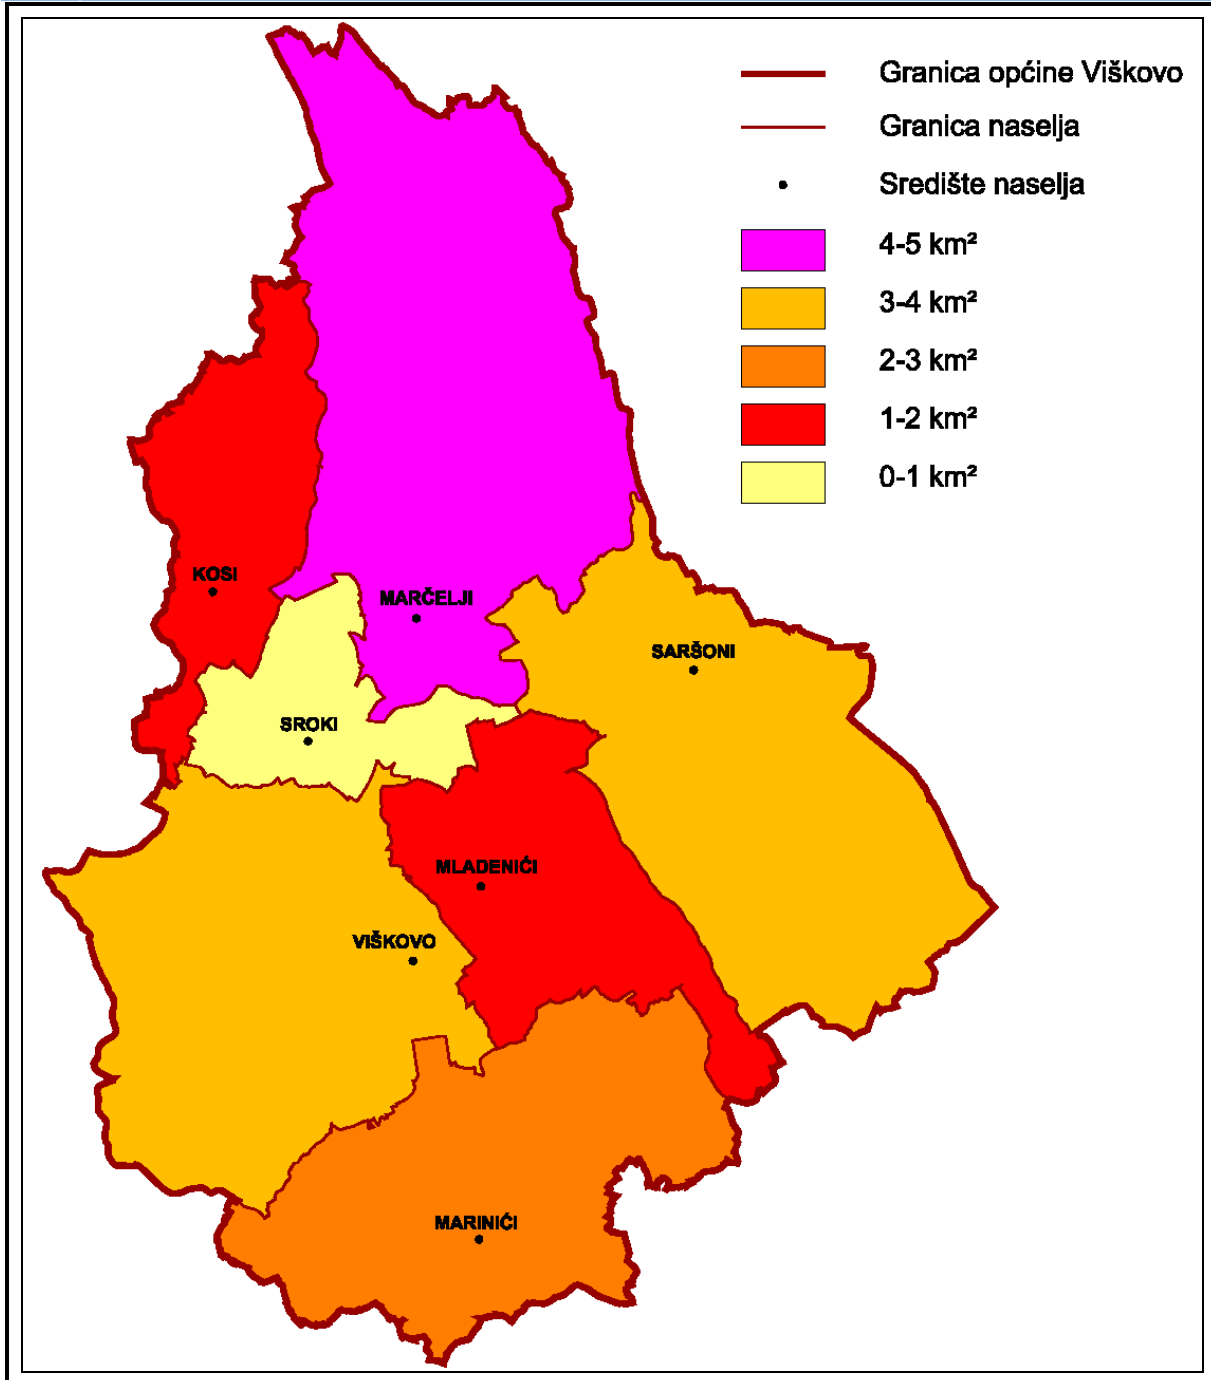 Granica općine Viškovo
Granica naselja
Središte naselja
4-5 km²
3-4 km²
2-3 km²
1-2 km²
0-1 km²
KOSI
MARČELJI
SARŠONI
SROKI
MLADENIĆI
VIŠKOVO
MARINIĆI